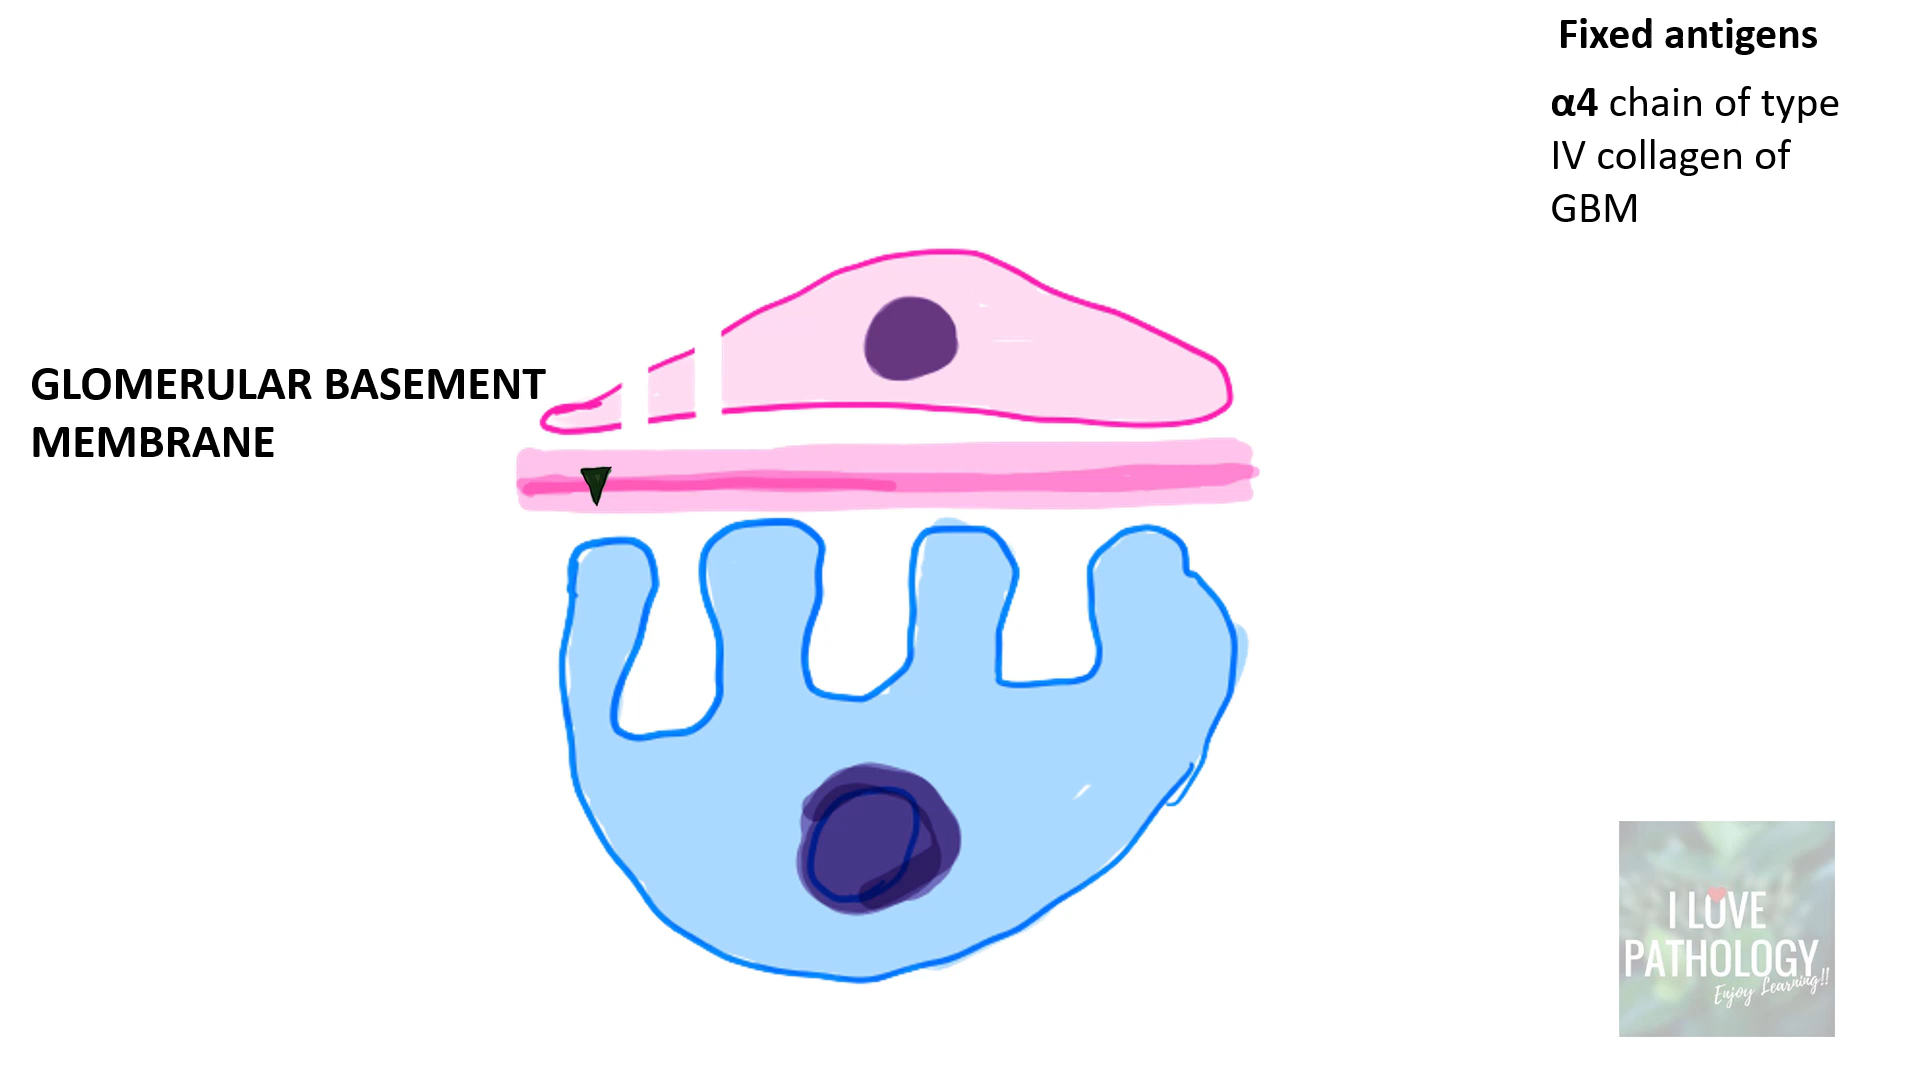 Fixed antigens
α4 chain of type
IV collagen of
GBM
GLOMERULAR BASEMENT
MEMBRANE
I LOVE
PATHOLOGY
Enjoy Learning!!